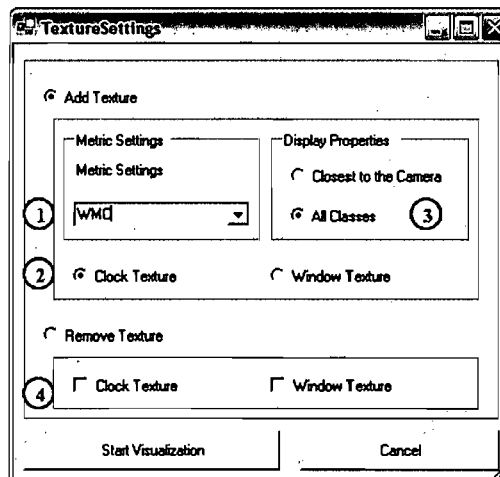 TextureSettings
Add Texture
Metric Settings
Display Properties
Metric Settings
Closest to the Camera
1
WMC
All Classes
3
2
Clock Texture
Window Texture
Remove Texture
4
Clock Texture
Window Texture
Start Visualization
Cancel